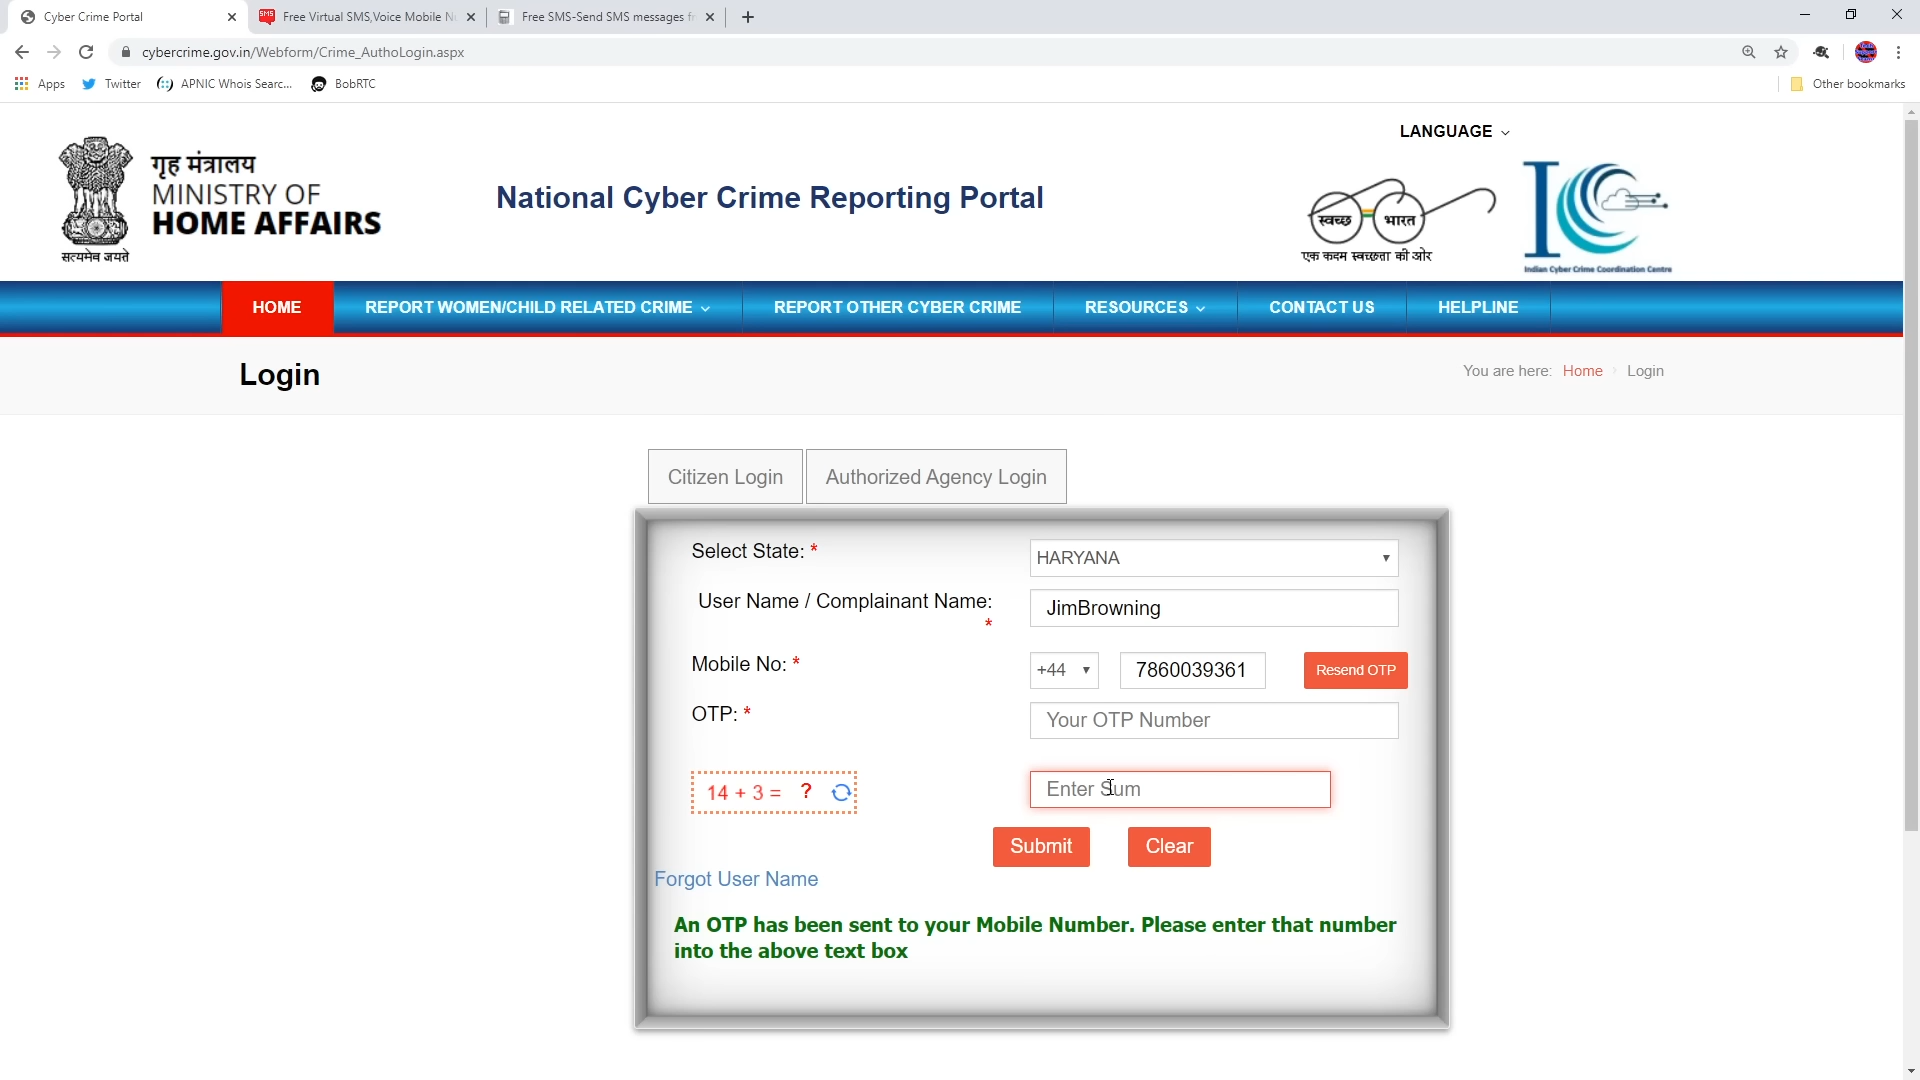 Cyber Crime Portal
Free Virtual SMS,Voice Mobile Nu
Free SMS-Send SMS messages fr
cybercrime.gov.in/Webform/Crime_AuthoLogin.aspx
Apps
Twitter
APNIC Whois Searc...
BobRTC
Other bookmarks
LANGUAGE
गृह मंत्रालय
MINISTRY OF
HOME AFFAIRS
सत्यमेव जयते
National Cyber Crime Reporting Portal
स्वच्छ भारत
एक कदम स्वच्छता की ओर
Indian Cyber Crime Coordination Centre
HOME
REPORT WOMEN/CHILD RELATED CRIME
REPORT OTHER CYBER CRIME
RESOURCES
CONTACT US
HELPLINE
Login
You are here: Home Login
Citizen Login
Authorized Agency Login
Select State: *
HARYANA
User Name / Complainant Name:
*
JimBrowning
Mobile No: *
+44
7860039361
Resend OTP
OTP: *
Your OTP Number
14 + 3 = ?
Enter Sum
Submit
Clear
Forgot User Name
An OTP has been sent to your Mobile Number. Please enter that number
into the above text box